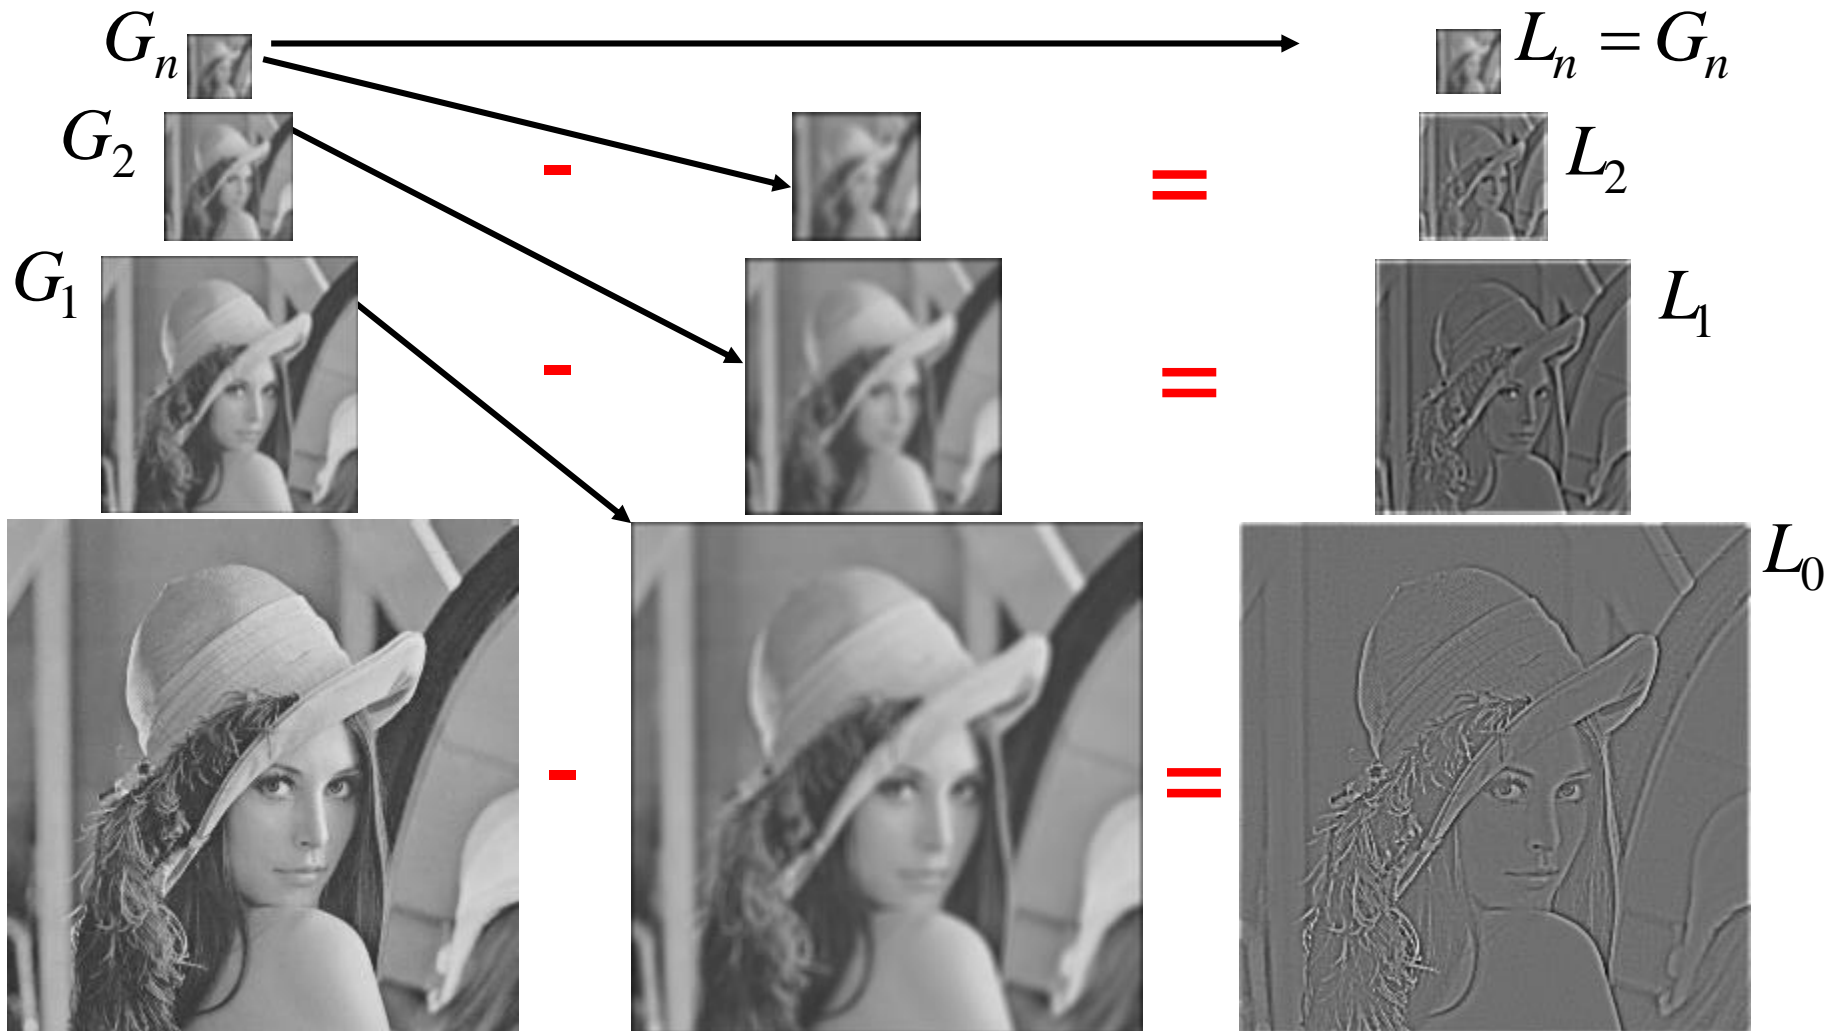 Gₙ Lₙ = Gₙ
G₂ - = L₂
G₁ - = L₁
- = L₀